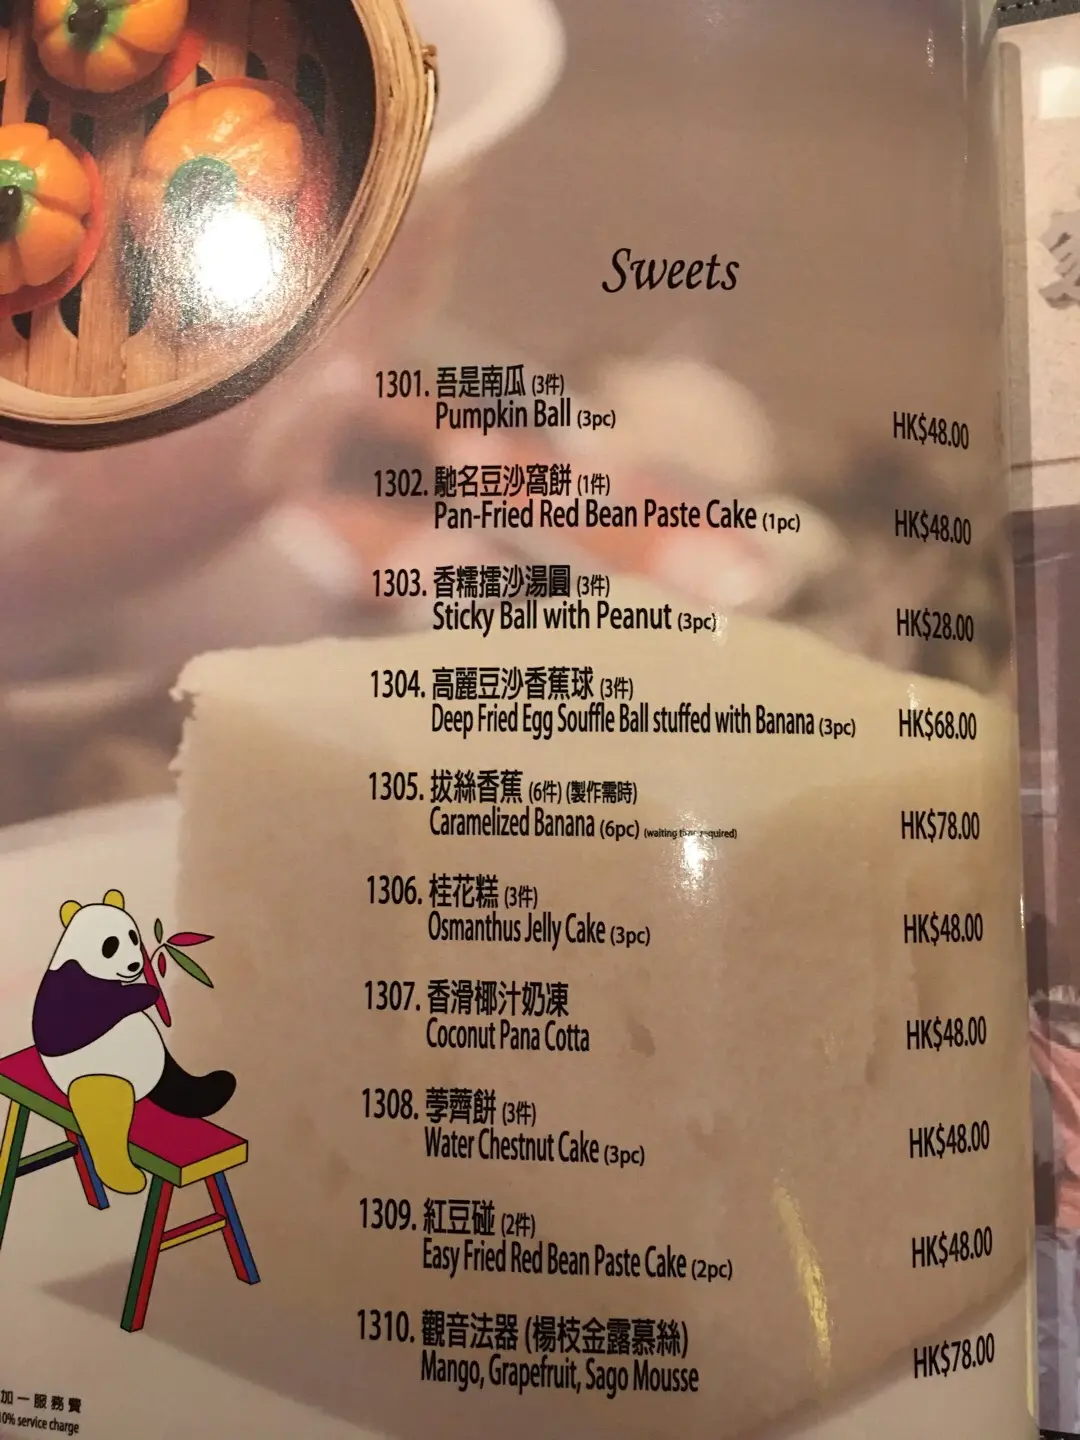 Sweets
1301. 吾是南瓜 (3件)
Pumpkin Ball (3pc)
HK$48.00
1302. 馳名豆沙窩餅 (1件)
Pan-Fried Red Bean Paste Cake (1pc)
HK$48.00
1303. 香糯擂沙湯圓 (3件)
Sticky Ball with Peanut (3pc)
HK$28.00
1304. 高麗豆沙香蕉球 (3件)
Deep Fried Egg Souffle Ball stuffed with Banana (3pc)
HK$68.00
1305. 拔絲香蕉 (6件) (製作需時)
Caramelized Banana (6pc) (waiting required)
HK$78.00
1306. 桂花糕 (3件)
Osmanthus Jelly Cake (3pc)
HK$48.00
1307. 香滑椰汁奶凍
Coconut Pana Cotta
HK$48.00
1308. 荸薺餅 (3件)
Water Chestnut Cake (3pc)
HK$48.00
1309. 紅豆碰 (2件)
Easy Fried Red Bean Paste Cake (2pc)
HK$48.00
1310. 觀音法器 (楊枝金露慕絲)
Mango, Grapefruit, Sago Mousse
HK$78.00
加一服務費
10% service charge